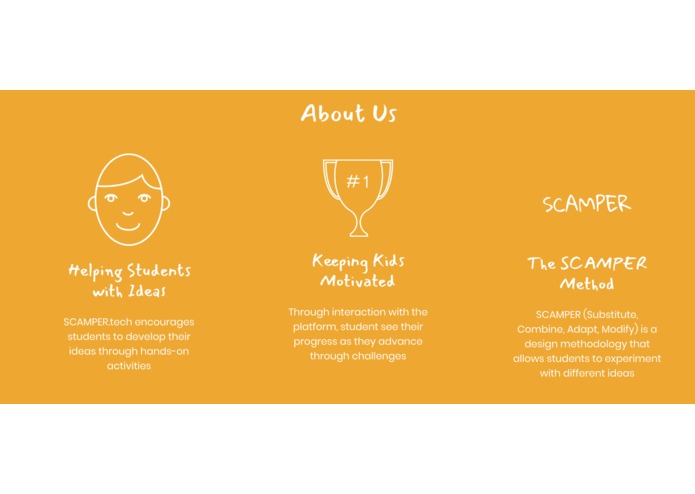 About Us
#1
SCAMPER
Helping Students
with Ideas
SCAMPER.tech encourages
students to develop their
ideas through hands-on
activities
Keeping Kids
Motivated
Through interaction with the
platform, student see their
progress as they advance
through challenges
The SCAMPER
Method
SCAMPER (Substitute,
Combine, Adapt, Modify) is a
design methodology that
allows students to experiment
with different ideas